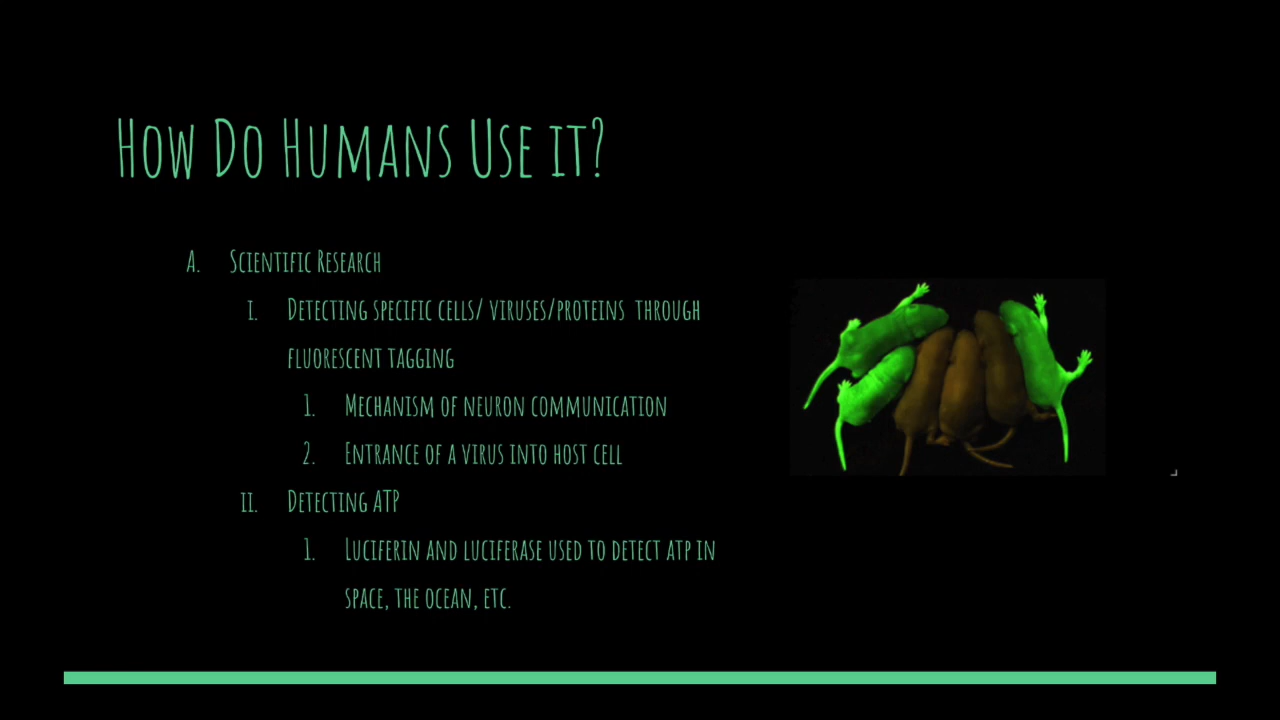 How Do Humans Use it?
A. Scientific Research
I. Detecting specific cells/ viruses/proteins through
fluorescent tagging
1. Mechanism of neuron communication
2. Entrance of a virus into host cell
II. Detecting ATP
1. Luciferin and luciferase used to detect atp in
space, the ocean, etc.